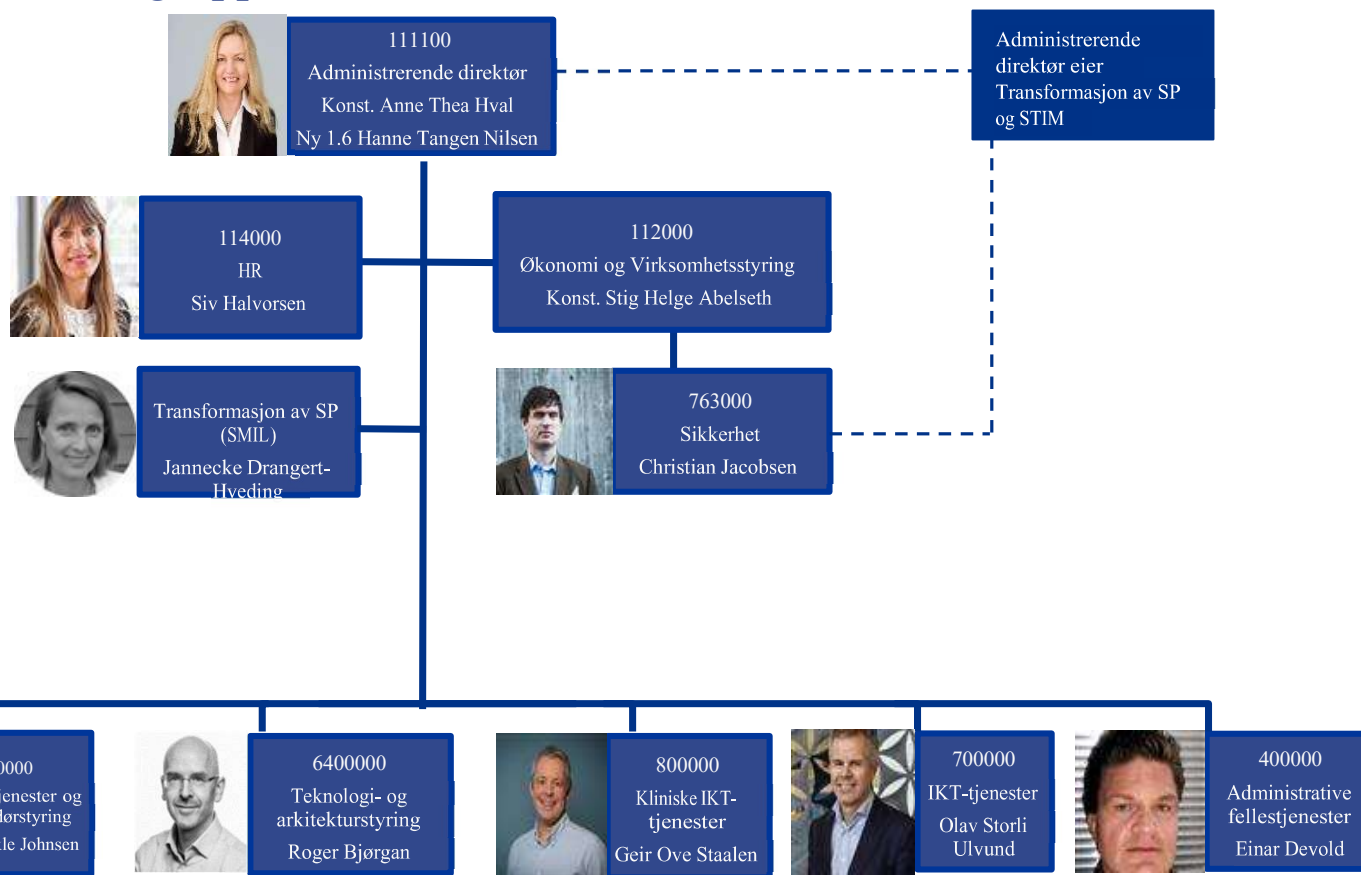 111100
Administrerende direktør
Konst. Anne Thea Hval
Ny 1.6 Hanne Tangen Nilsen
Administrerende
direktør eier
Transformasjon av SP
og STIM
114000
HR
Siv Halvorsen
112000
Økonomi og Virksomhetsstyring
Konst. Stig Helge Abelseth
Transformasjon av SP
(SMIL)
Jannecke Drangert-
Hveding
763000
Sikkerhet
Christian Jacobsen
og
Johnsen
6400000
Teknologi- og
arkitekturstyring
Roger Bjørgan
800000
Kliniske IKT-
tjenester
Geir Ove Staalen
700000
IKT-tjenester
Olav Storli
Ulvund
400000
Administrative
fellestjenester
Einar Devold